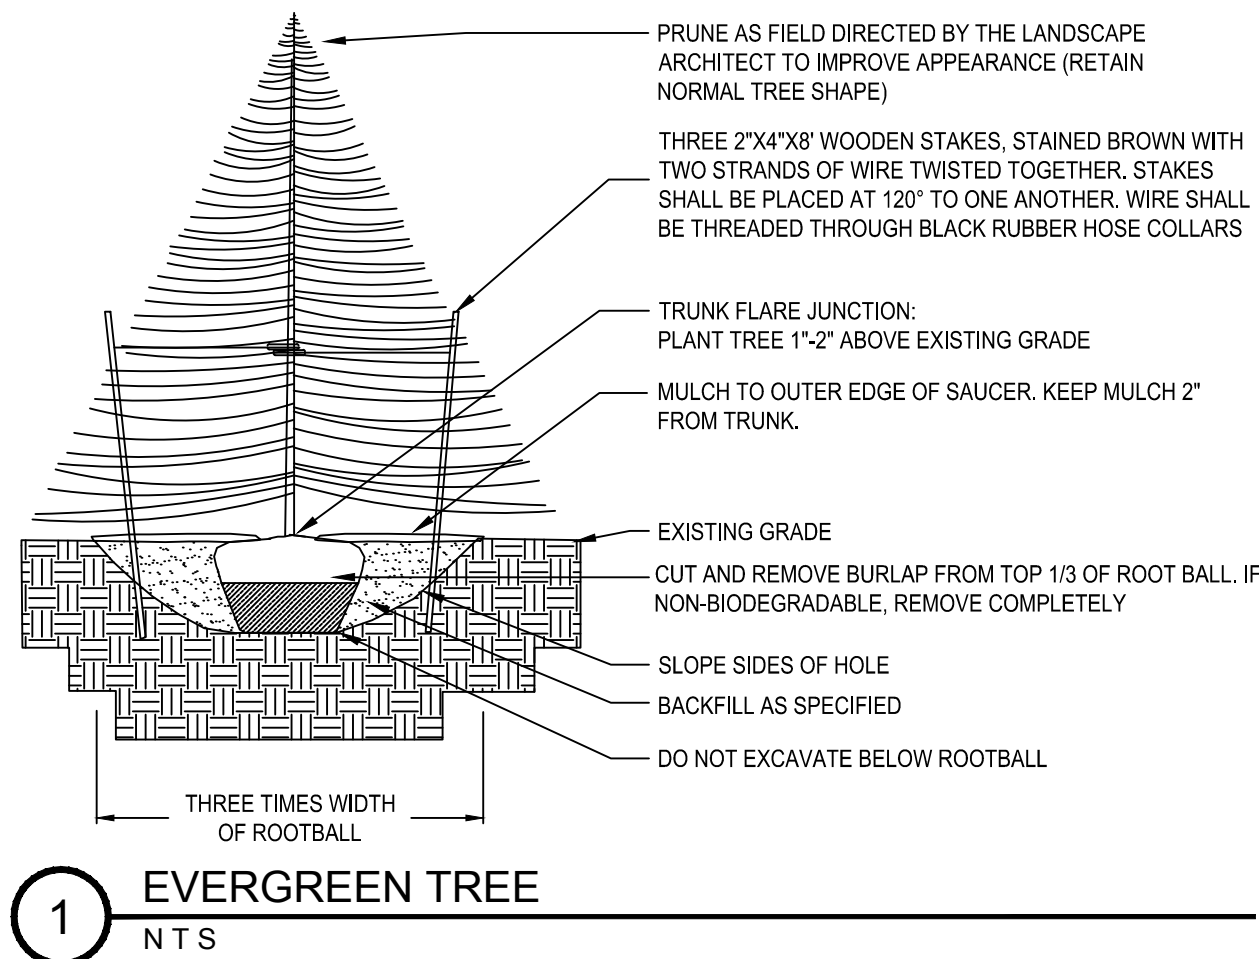 PRUNE AS FIELD DIRECTED BY THE LANDSCAPE
ARCHITECT TO IMPROVE APPEARANCE (RETAIN
NORMAL TREE SHAPE)
THREE 2"X4"X8' WOODEN STAKES, STAINED BROWN WITH
TWO STRANDS OF WIRE TWISTED TOGETHER. STAKES
SHALL BE PLACED AT 120° TO ONE ANOTHER. WIRE SHALL
BE THREADED THROUGH BLACK RUBBER HOSE COLLARS
TRUNK FLARE JUNCTION:
PLANT TREE 1"-2" ABOVE EXISTING GRADE
MULCH TO OUTER EDGE OF SAUCER. KEEP MULCH 2"
FROM TRUNK.
EXISTING GRADE
CUT AND REMOVE BURLAP FROM TOP 1/3 OF ROOT BALL. IF
NON-BIODEGRADABLE, REMOVE COMPLETELY
SLOPE SIDES OF HOLE
BACKFILL AS SPECIFIED
DO NOT EXCAVATE BELOW ROOTBALL
THREE TIMES WIDTH
OF ROOTBALL
1
EVERGREEN TREE
N T S